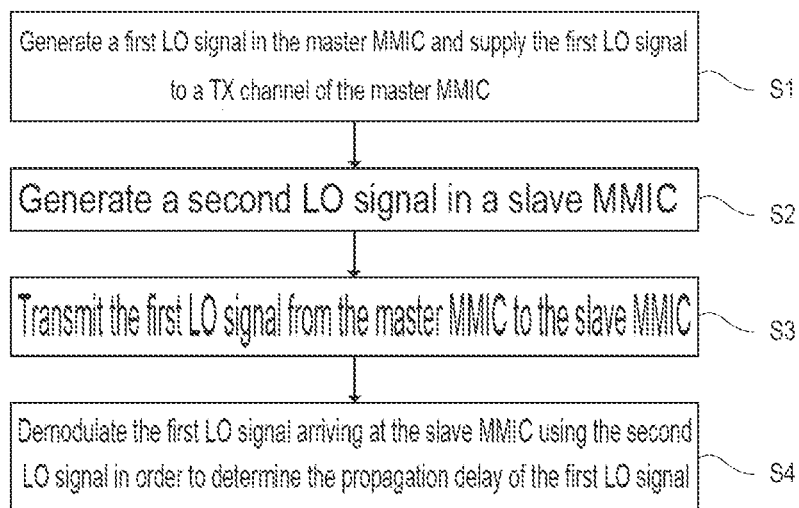 Generate a first LO signal in the master MMIC and supply the first LO signal
to a TX channel of the master MMIC
S1
Generate a second LO signal in a slave MMIC
S2
Transmit the first LO signal from the master MMIC to the slave MMIC
S3
Demodulate the first LO signal arriving at the slave MMIC using the second
LO signal in order to determine the propagation delay of the first LO signal
S4